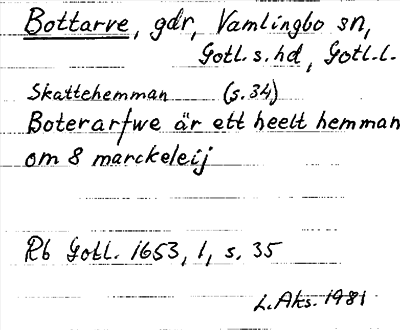 Bottarve, gdr, Vamlingbo sn,
Gotl. s. hd, Gotl. l.
Skattehemman (s. 34)
Boterarfwe är ett heelt hemman
om 8 marckeleij
Rb Gotl. 1653, 1, s. 35
L. Aks. 1981